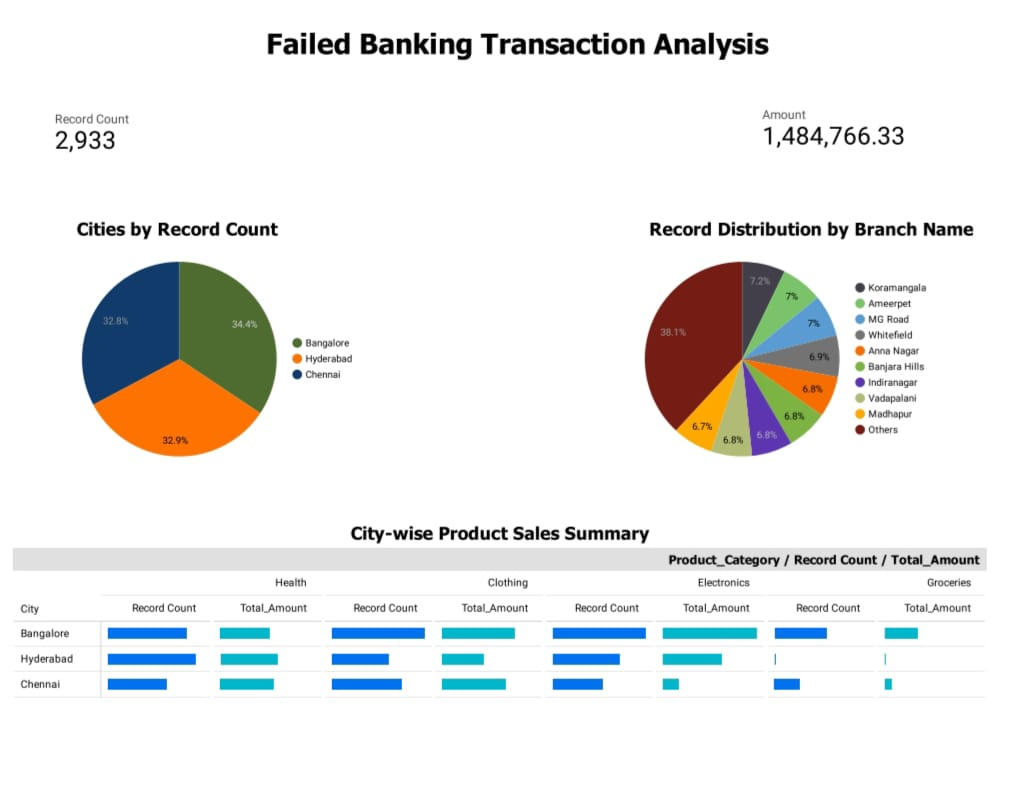 Failed Banking Transaction Analysis
Record Count
2,933
Amount
1,484,766.33
Cities by Record Count
32.8%
34.4%
32.9%
Bangalore
Hyderabad
Chennai
Record Distribution by Branch Name
7.2%
7%
7%
6.9%
6.8%
6.8%
6.8%
6.8%
6.7%
38.1%
Koramangala
Ameerpet
MG Road
Whitefield
Anna Nagar
Banjara Hills
Indiranagar
Vadapalani
Madhapur
Others
City-wise Product Sales Summary
Product_Category / Record Count / Total_Amount
Health Clothing Electronics Groceries
City Record Count Total_Amount Record Count Total_Amount Record Count Total_Amount Record Count Total_Amount
Bangalore
Hyderabad
Chennai